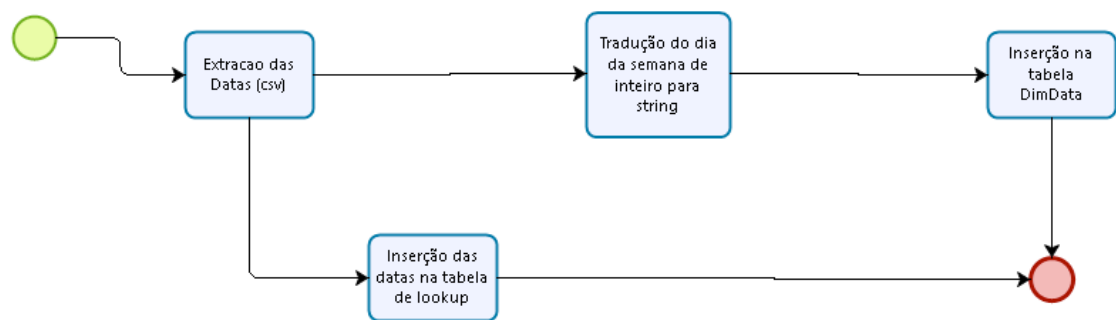 Extracao das
Datas (csv)
Tradução do dia
da semana de
inteiro para
string
Inserção na
tabela
DimData
Inserção das
datas na tabela
de lookup